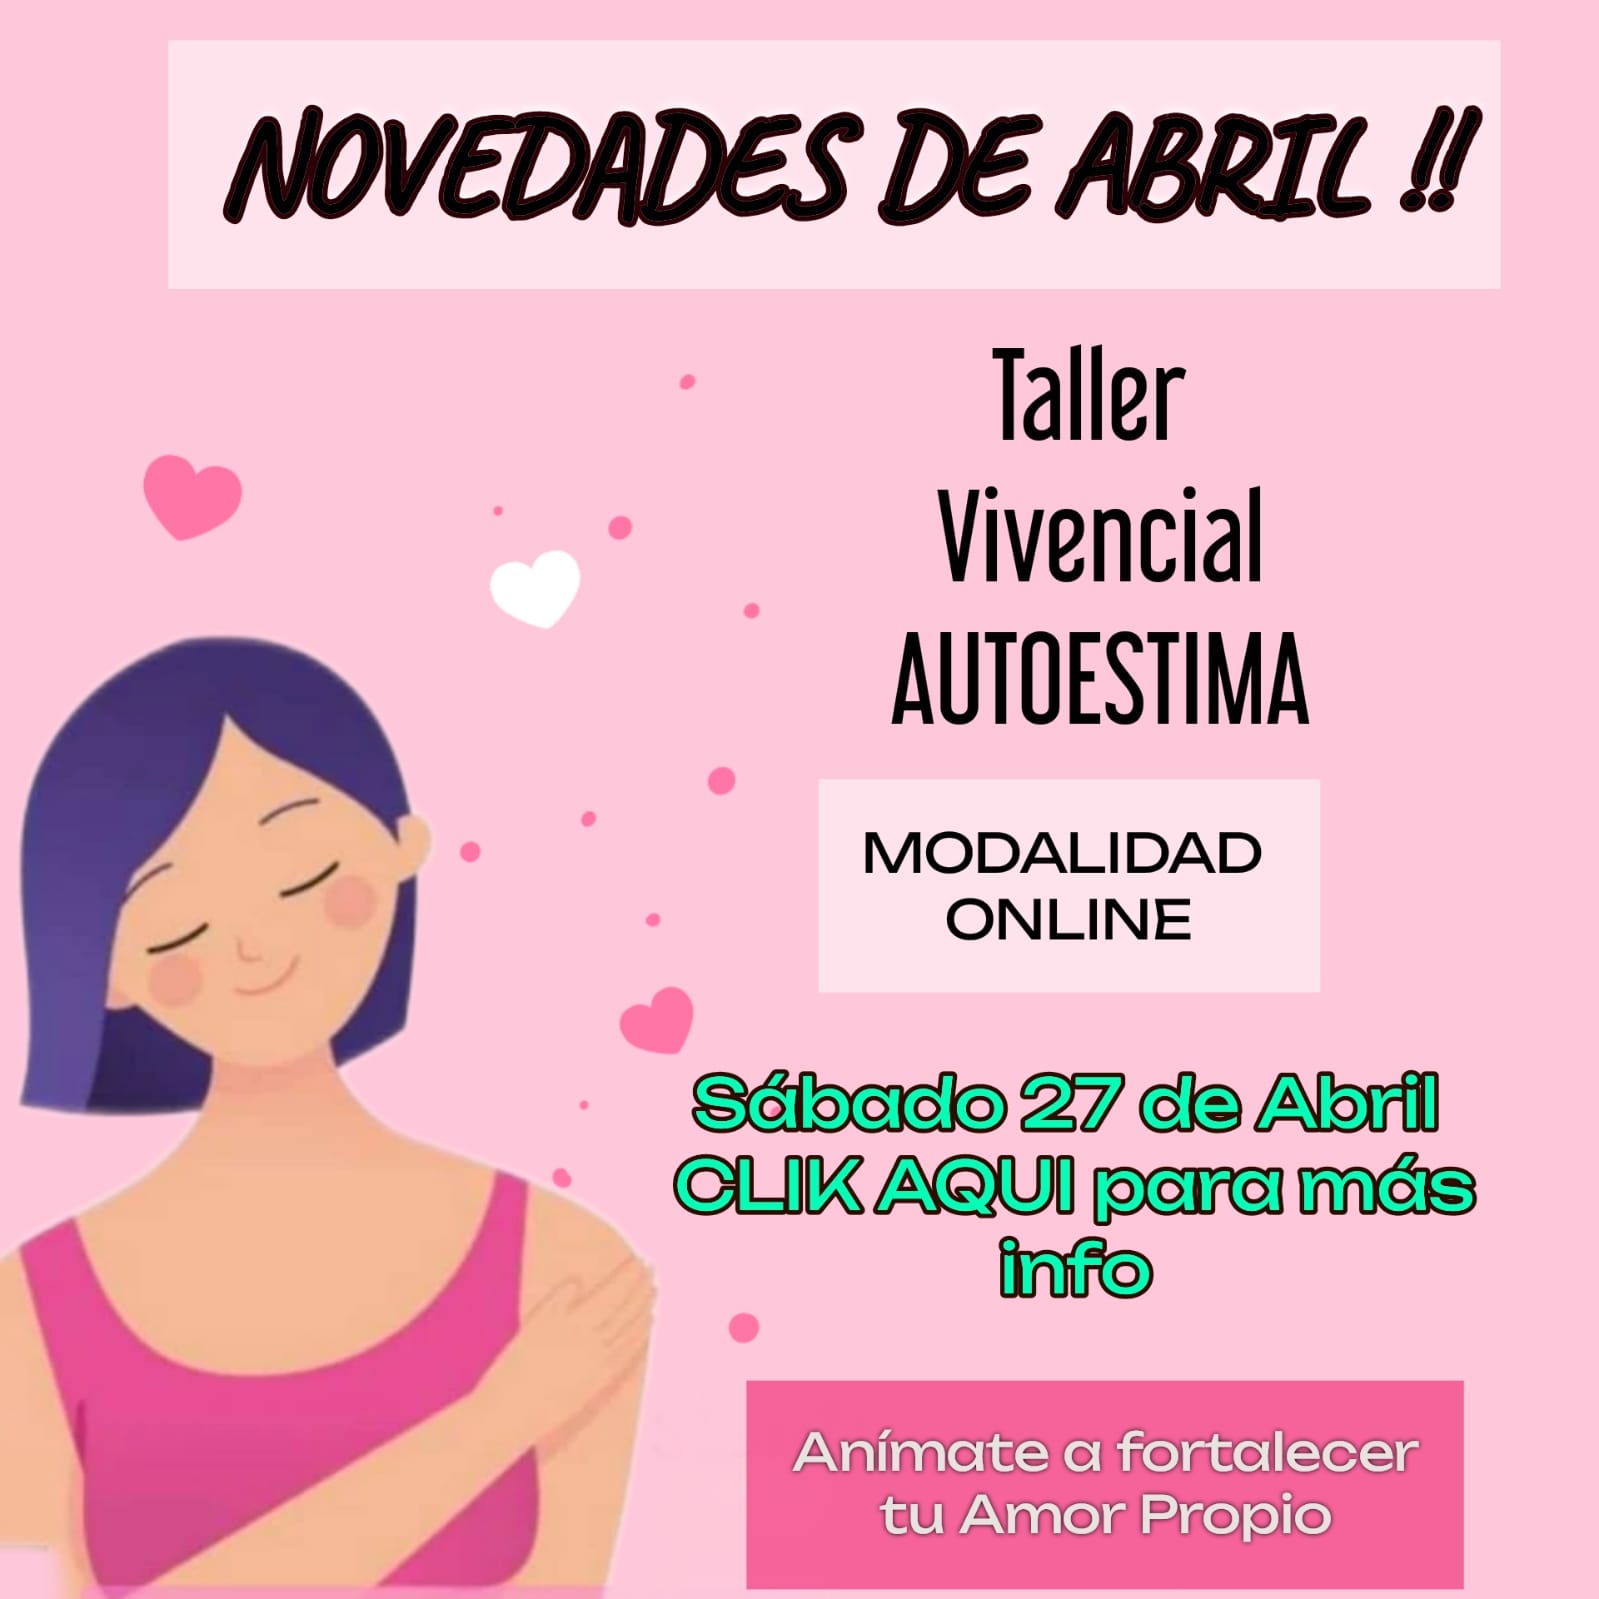 NOVEDADES DE ABRIL !!
Taller
Vivencial
AUTOESTIMA
MODALIDAD
ONLINE
Sábado 27 de Abril
CLIK AQUI para más
info
Anímate a fortalecer
tu Amor Propio